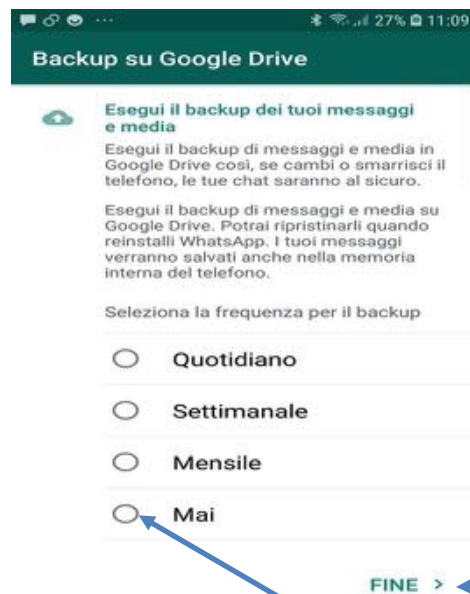 27% 11:09
Backup su Google Drive
Esegui il backup dei tuoi messaggi
e media
Esegui il backup di messaggi e media in
Google Drive così, se cambi o smarrisci il
telefono, le tue chat saranno al sicuro.
Esegui il backup di messaggi e media su
Google Drive. Potrai ripristinarli quando
reinstalli WhatsApp. I tuoi messaggi
verranno salvati anche nella memoria
interna del telefono.
Seleziona la frequenza per il backup
Quotidiano
Settimanale
Mensile
Mai
FINE >